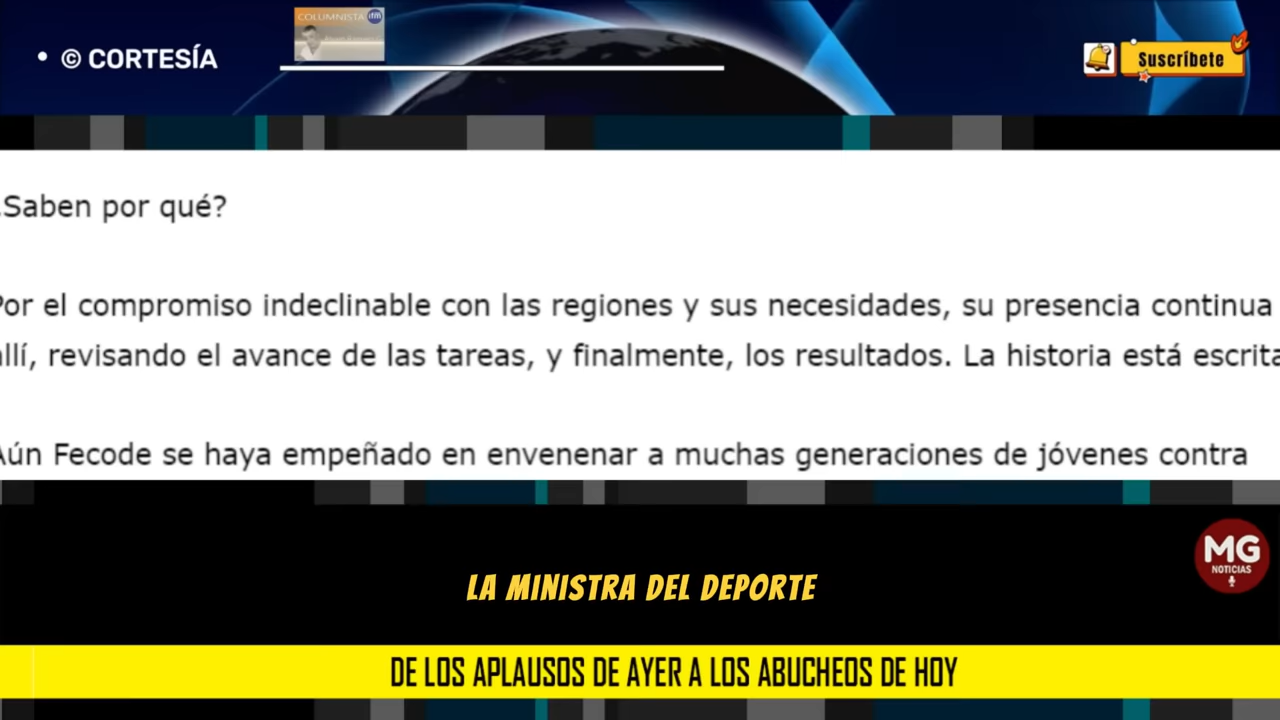 • © CORTESÍA
COLUMNISTA ifm
Suscríbete
Saben por qué?
Por el compromiso indeclinable con las regiones y sus necesidades, su presencia continua
allí, revisando el avance de las tareas, y finalmente, los resultados. La historia está escrita
Aún Fecode se haya empeñado en envenenar a muchas generaciones de jóvenes contra
MG
NOTICIAS
LA MINISTRA DEL DEPORTE
DE LOS APLAUSOS DE AYER A LOS ABUCHEOS DE HOY